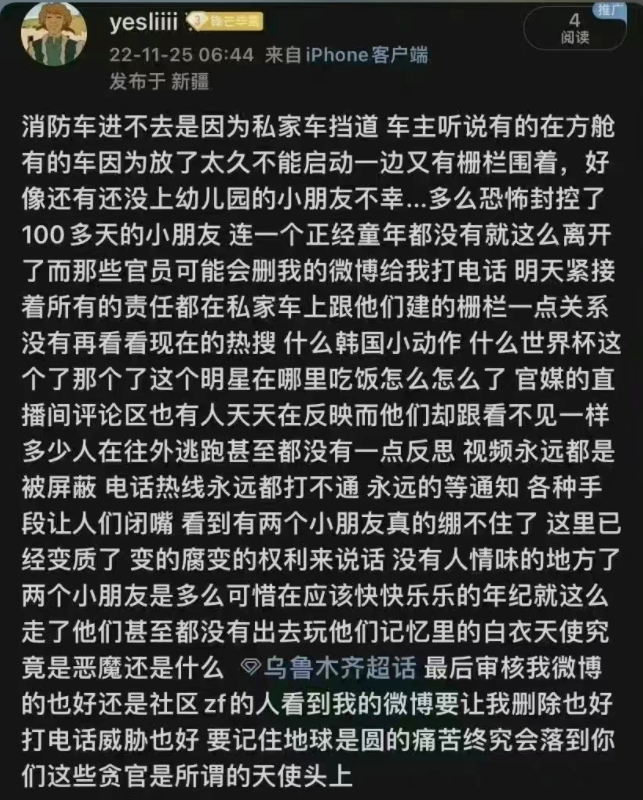 yesliiii 3 锋芒毕露
推广
4
阅读
22-11-25 06:44 来自 iPhone客户端
发布于 新疆
消防车进不去是因为私家车挡道 车主听说有的在方舱
有的车因为放了太久不能启动一边又有栅栏围着，好
像还有还没上幼儿园的小朋友不幸...多么恐怖封控了
100多天的小朋友 连一个正经童年都没有就这么离开
了而那些官员可能会删我的微博给我打电话 明天紧接
着所有的责任都在私家车上跟他们建的栅栏一点关系
没有再看看现在的热搜 什么韩国小动作 什么世界杯这
个了那个了这个明星在哪里吃饭怎么怎么了 官媒的直
播间评论区也有人天天在反映而他们却跟看不见一样
多少人在往外逃跑甚至都没有一点反思 视频永远都是
被屏蔽 电话热线永远都打不通 永远的等通知 各种手
段让人们闭嘴 看到有两个小朋友真的绷不住了 这里已
经变质了 变的腐变的权利来说话 没有人情味的地方了
两个小朋友是多么可惜在应该快快乐乐的年纪就这么
走了他们甚至都没有出去玩他们记忆里的白衣天使究
竟是恶魔还是什么 乌鲁木齐超话 最后审核我微博
的也好还是社区zf的人看到我的微博要让我删除也好
打电话威胁也好 要记住地球是圆的痛苦终究会落到你
们这些贪官是所谓的天使头上